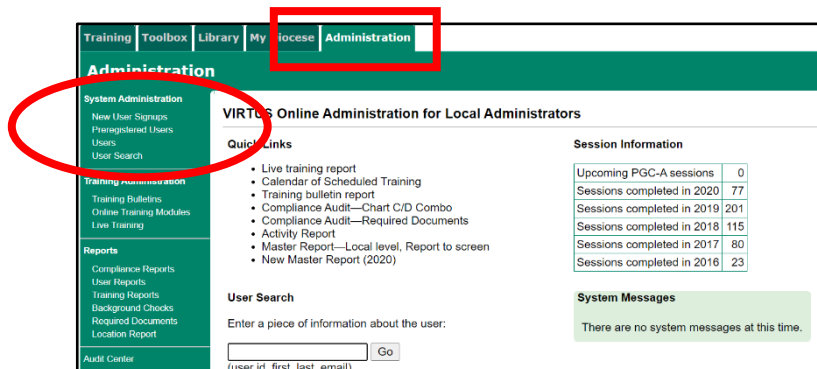 Training Toolbox Library My Diocese Administration
Administration
System Administration
New User Signups
Preregistered Users
Users
User Search
Training Administration
Training Bulletins
Online Training Modules
Live Training
Reports
Compliance Reports
User Reports
Training Reports
Background Checks
Required Documents
Location Report
Audit Center
VIRTUS Online Administration for Local Administrators
Quick Links
• Live training report
• Calendar of Scheduled Training
• Training bulletin report
• Compliance Audit—Chart C/D Combo
• Compliance Audit—Required Documents
• Activity Report
• Master Report—Local level, Report to screen
• New Master Report (2020)
User Search
Enter a piece of information about the user:
Go
(user id, first, last, email)
Session Information
Upcoming PGC-A sessions 0
Sessions completed in 2020 77
Sessions completed in 2019 201
Sessions completed in 2018 115
Sessions completed in 2017 80
Sessions completed in 2016 23
System Messages
There are no system messages at this time.